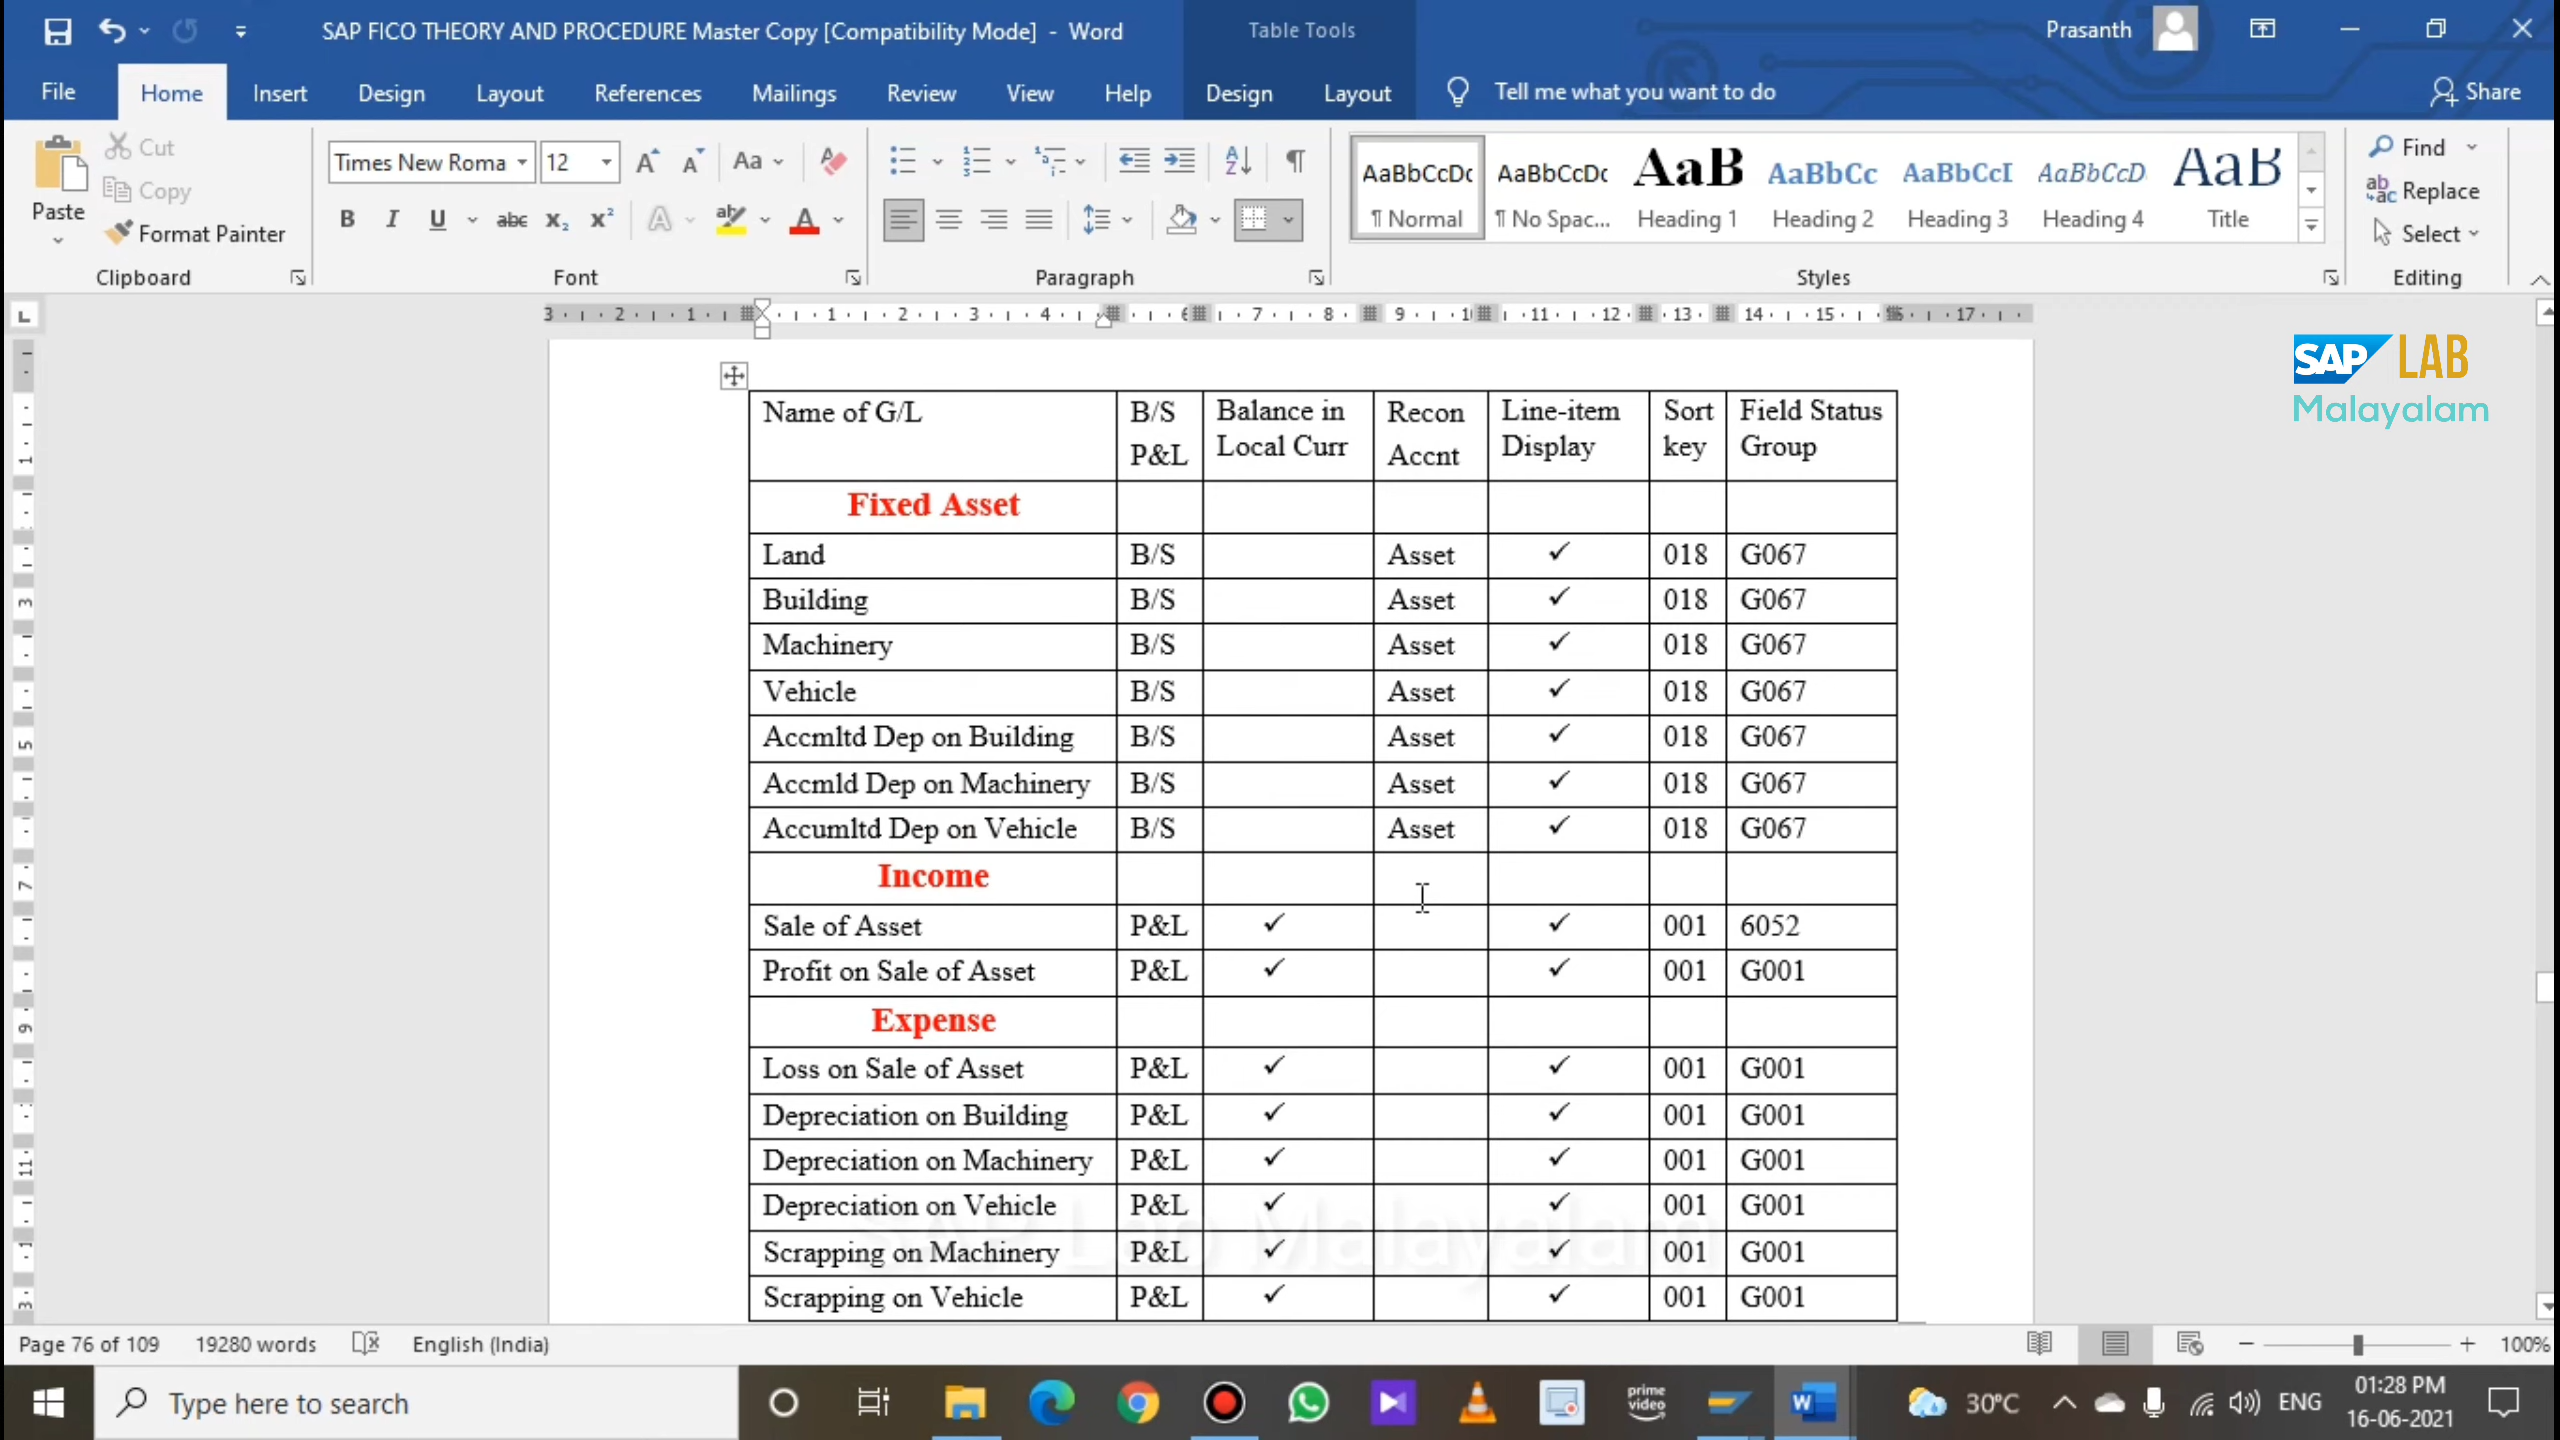 SAP FICO THEORY AND PROCEDURE Master Copy [Compatibility Mode] - Word
Table Tools
Prasanth
File Home Insert Design Layout References Mailings Review View Help Design Layout Tell me what you want to do Share
Paste
Cut
Copy
Format Painter
Clipboard
Times New Roma 12
Font
Paragraph
AaBbCcDc AaBbCcDc AaB AaBbCc AaBbCcI AaBbCcD AaB
¶ Normal ¶ No Spac... Heading 1 Heading 2 Heading 3 Heading 4 Title
Styles
Find
Replace
Select
Editing
SAP LAB
Malayalam
Name of G/L B/S P&L Balance in Local Curr Recon Accnt Line-item Display Sort key Field Status Group
Fixed Asset
Land B/S Asset ✓ 018 G067
Building B/S Asset ✓ 018 G067
Machinery B/S Asset ✓ 018 G067
Vehicle B/S Asset ✓ 018 G067
Accmltd Dep on Building B/S Asset ✓ 018 G067
Accmld Dep on Machinery B/S Asset ✓ 018 G067
Accumltd Dep on Vehicle B/S Asset ✓ 018 G067
Income
Sale of Asset P&L ✓ ✓ 001 6052
Profit on Sale of Asset P&L ✓ ✓ 001 G001
Expense
Loss on Sale of Asset P&L ✓ ✓ 001 G001
Depreciation on Building P&L ✓ ✓ 001 G001
Depreciation on Machinery P&L ✓ ✓ 001 G001
Depreciation on Vehicle P&L ✓ ✓ 001 G001
Scrapping on Machinery P&L ✓ ✓ 001 G001
Scrapping on Vehicle P&L ✓ ✓ 001 G001
SAP Lab Malayalam
Page 76 of 109 19280 words English (India) 100%
Type here to search
prime video
30°C ENG
01:28 PM
16-06-2021